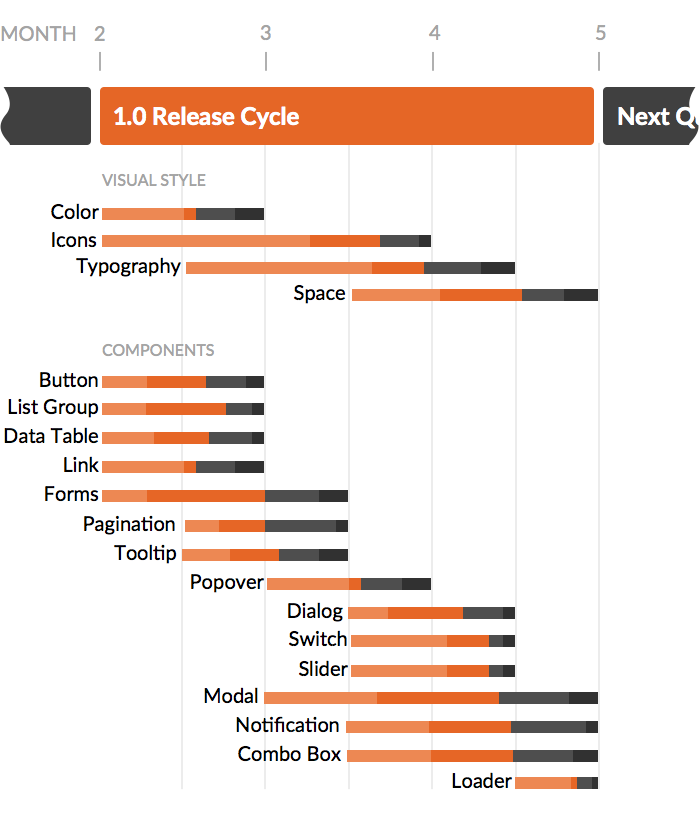 MONTH 2 3 4 5
1.0 Release Cycle Next Q
VISUAL STYLE
Color
Icons
Typography
Space
COMPONENTS
Button
List Group
Data Table
Link
Forms
Pagination
Tooltip
Popover
Dialog
Switch
Slider
Modal
Notification
Combo Box
Loader